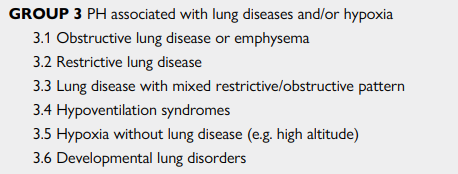 GROUP 3 PH associated with lung diseases and/or hypoxia
3.1 Obstructive lung disease or emphysema
3.2 Restrictive lung disease
3.3 Lung disease with mixed restrictive/obstructive pattern
3.4 Hypoventilation syndromes
3.5 Hypoxia without lung disease (e.g. high altitude)
3.6 Developmental lung disorders